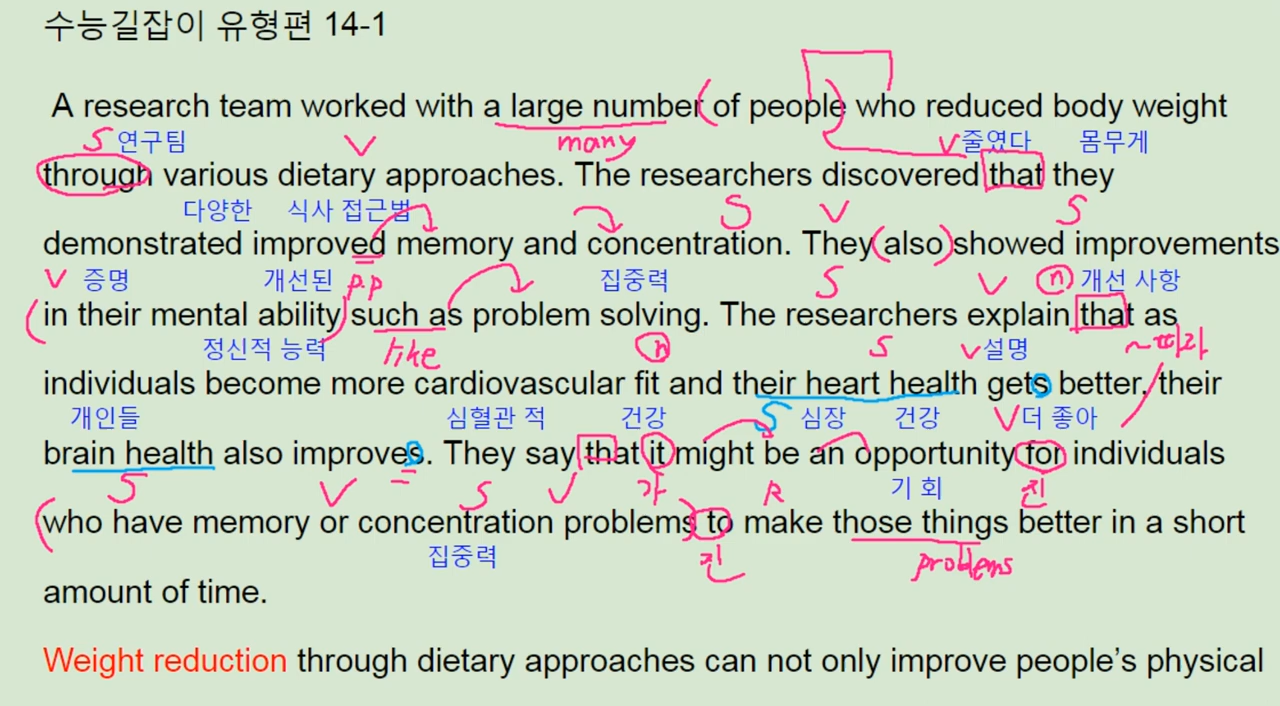 수능길잡이 유형편 14-1
A research team worked with a large number of people who reduced body weight
S 연구팀 V many V 줄였다 몸무게
through various dietary approaches. The researchers discovered that they
다양한 식사 접근법 S V S
demonstrated improved memory and concentration. They also showed improvements
V 증명 개선된 p.p 집중력 S V n 개선 사항
in their mental ability such as problem solving. The researchers explain that as
정신적 능력 like n S V 설명 ~따라
individuals become more cardiovascular fit and their heart health gets better, their
개인들 심혈관 적 건강 S 심장 건강 V 더 좋아
brain health also improves. They say that it might be an opportunity for individuals
S V S V 가 R 기 회 진
who have memory or concentration problems to make those things better in a short
집중력 진 problems
amount of time.
Weight reduction through dietary approaches can not only improve people's physical